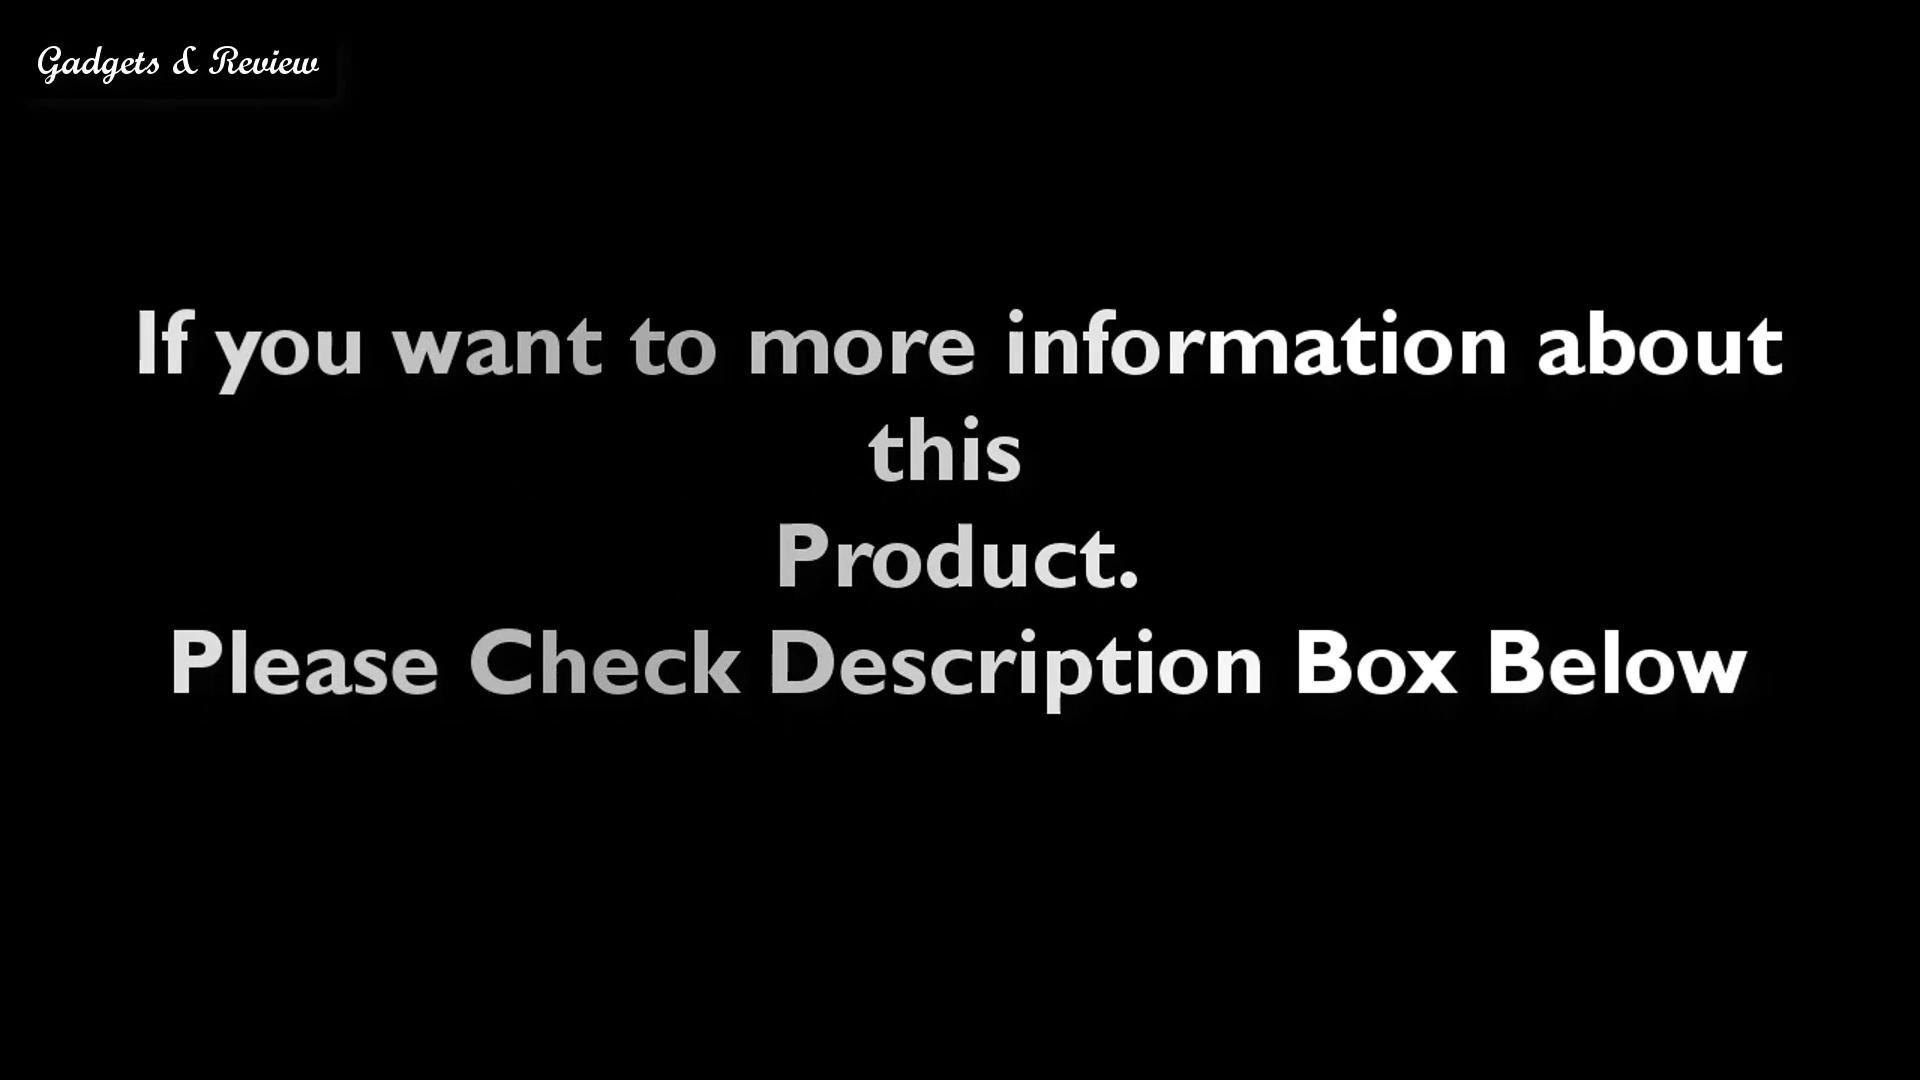 Gadgets & Review
If you want to more information about
this
Product.
Please Check Description Box Below